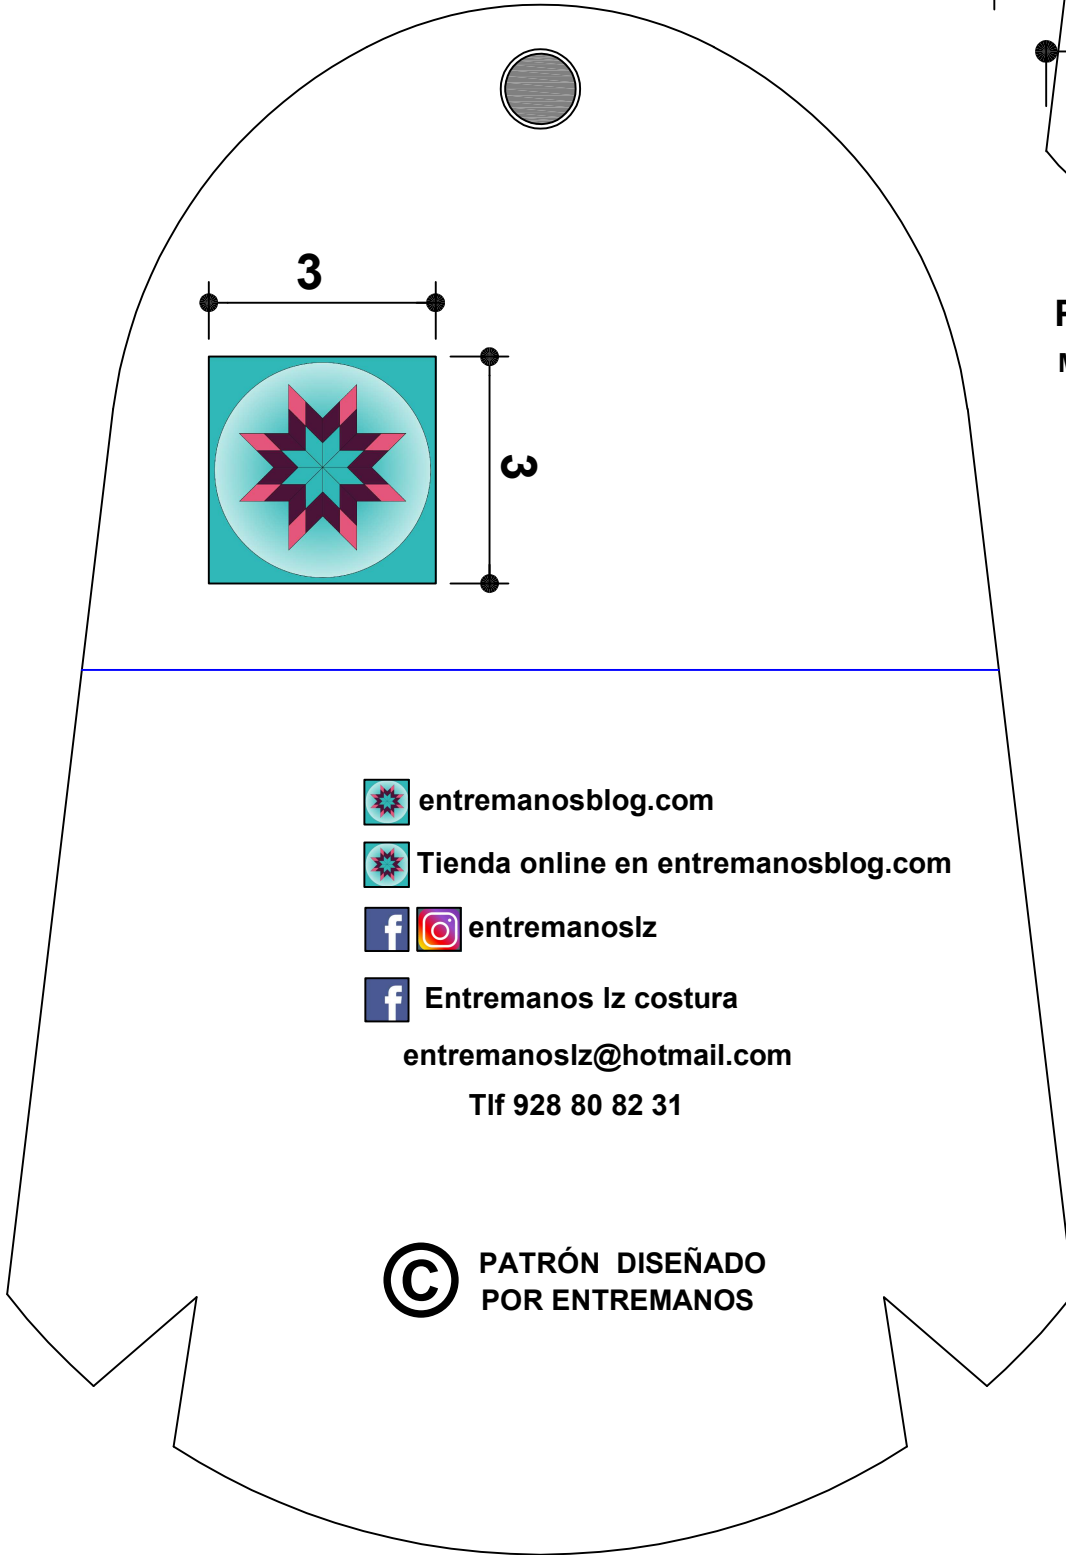 3
3
entremanosblog.com
Tienda online en entremanosblog.com
entremanoslz
Entremanos lz costura
entremanoslz@hotmail.com
Tlf 928 80 82 31
© PATRÓN DISEÑADO
POR ENTREMANOS